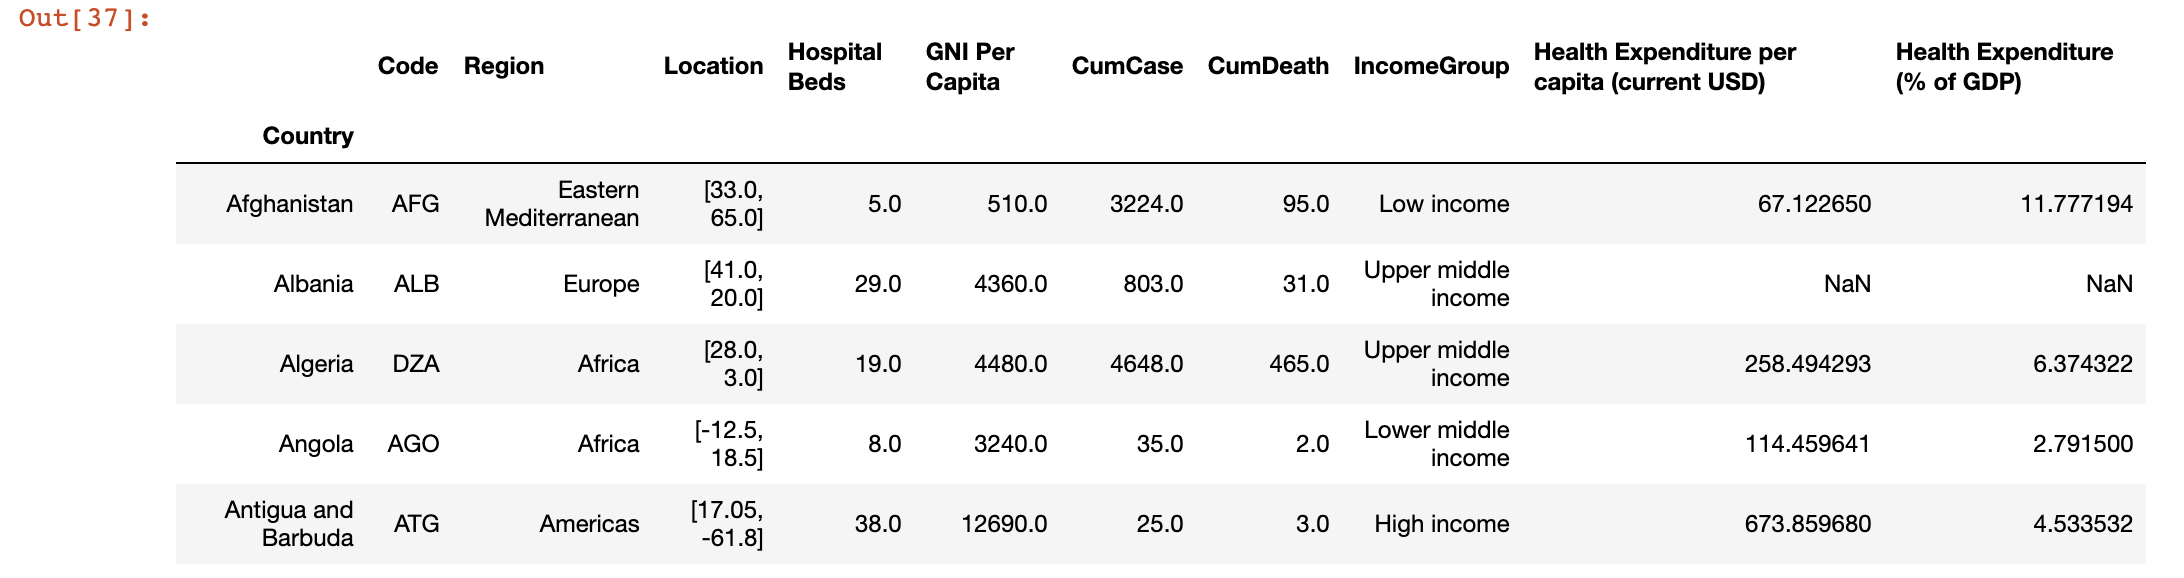 Out[37]:
Code Region Location Hospital Beds GNI Per Capita CumCase CumDeath IncomeGroup Health Expenditure per capita (current USD) Health Expenditure (% of GDP)
Country
Afghanistan AFG Eastern Mediterranean [33.0, 65.0] 5.0 510.0 3224.0 95.0 Low income 67.122650 11.777194
Albania ALB Europe [41.0, 20.0] 29.0 4360.0 803.0 31.0 Upper middle income NaN NaN
Algeria DZA Africa [28.0, 3.0] 19.0 4480.0 4648.0 465.0 Upper middle income 258.494293 6.374322
Angola AGO Africa [-12.5, 18.5] 8.0 3240.0 35.0 2.0 Lower middle income 114.459641 2.791500
Antigua and Barbuda ATG Americas [17.05, -61.8] 38.0 12690.0 25.0 3.0 High income 673.859680 4.533532